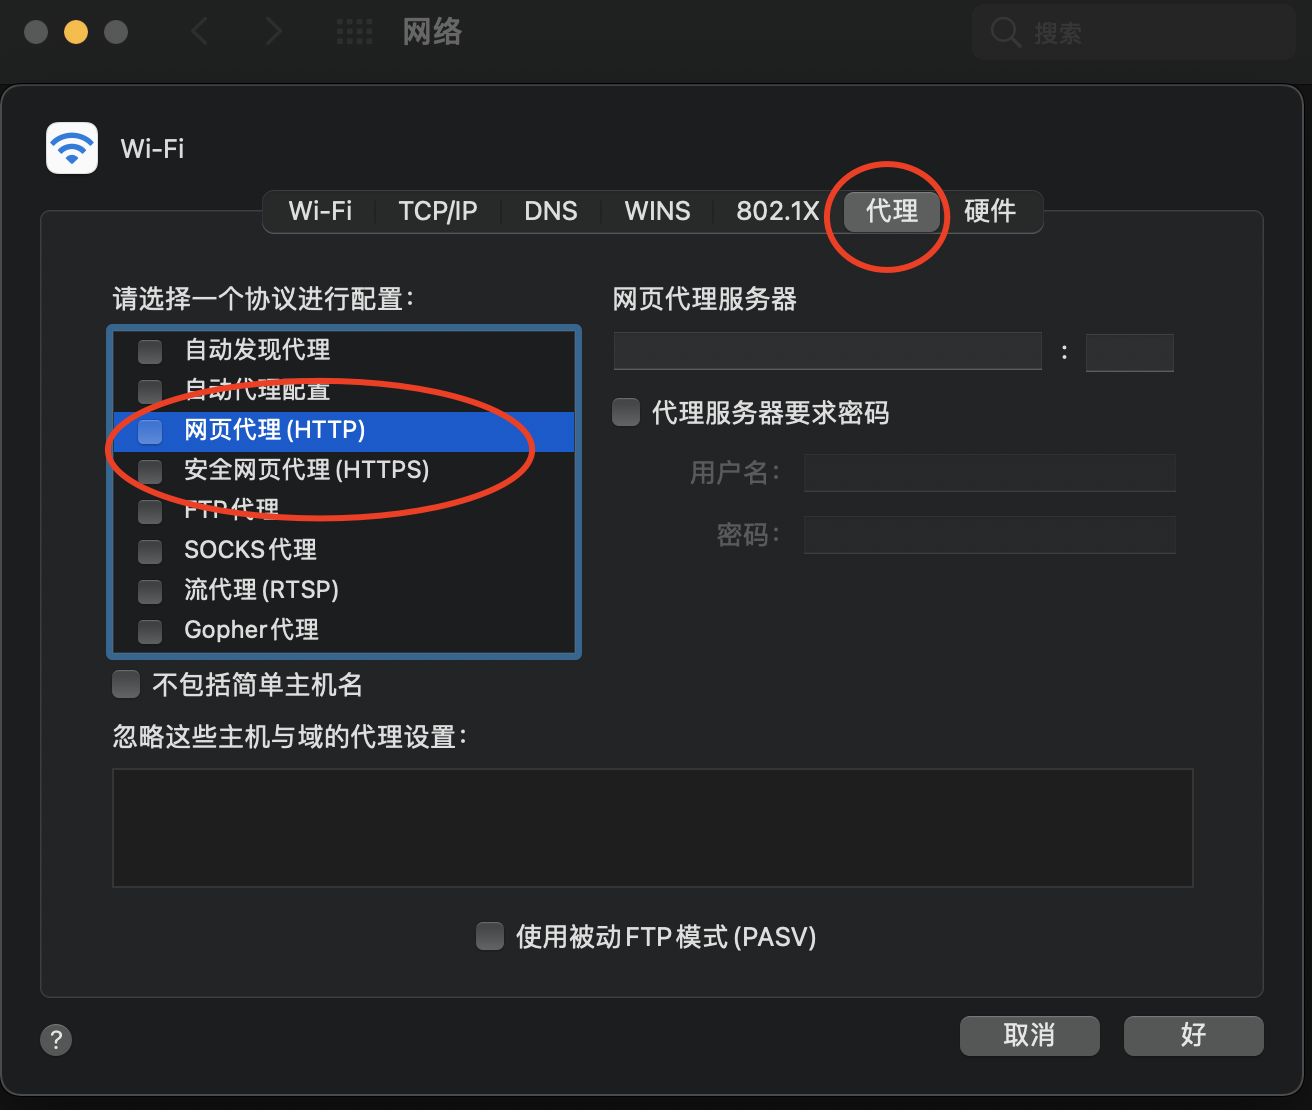 网络
搜索
Wi-Fi
Wi-Fi TCP/IP DNS WINS 802.1X 代理 硬件
请选择一个协议进行配置：
自动发现代理
自动代理配置
网页代理(HTTP)
安全网页代理(HTTPS)
FTP代理
SOCKS代理
流代理(RTSP)
Gopher代理
不包括简单主机名
忽略这些主机与域的代理设置：
网页代理服务器
:
代理服务器要求密码
用户名：
密码：
使用被动FTP模式(PASV)
?
取消
好